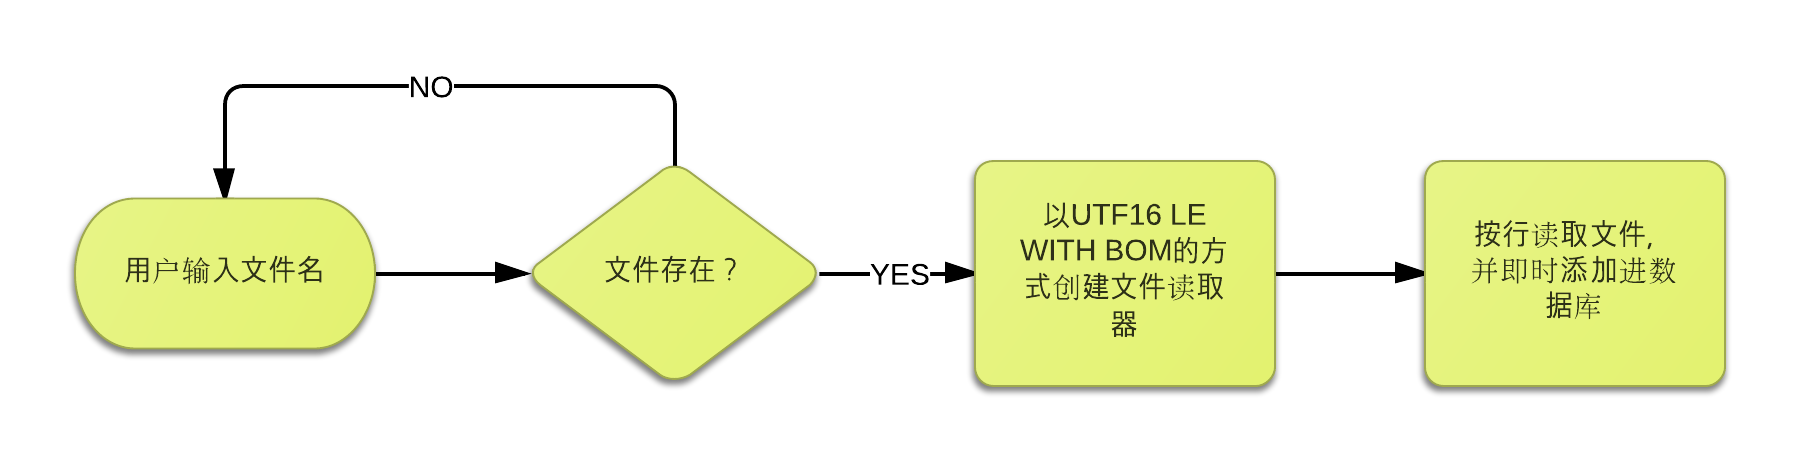 NO
用户输入文件名
文件存在？
YES
以UTF16 LE
WITH BOM的方
式创建文件读取
器
按行读取文件，
并即时添加进数
据库